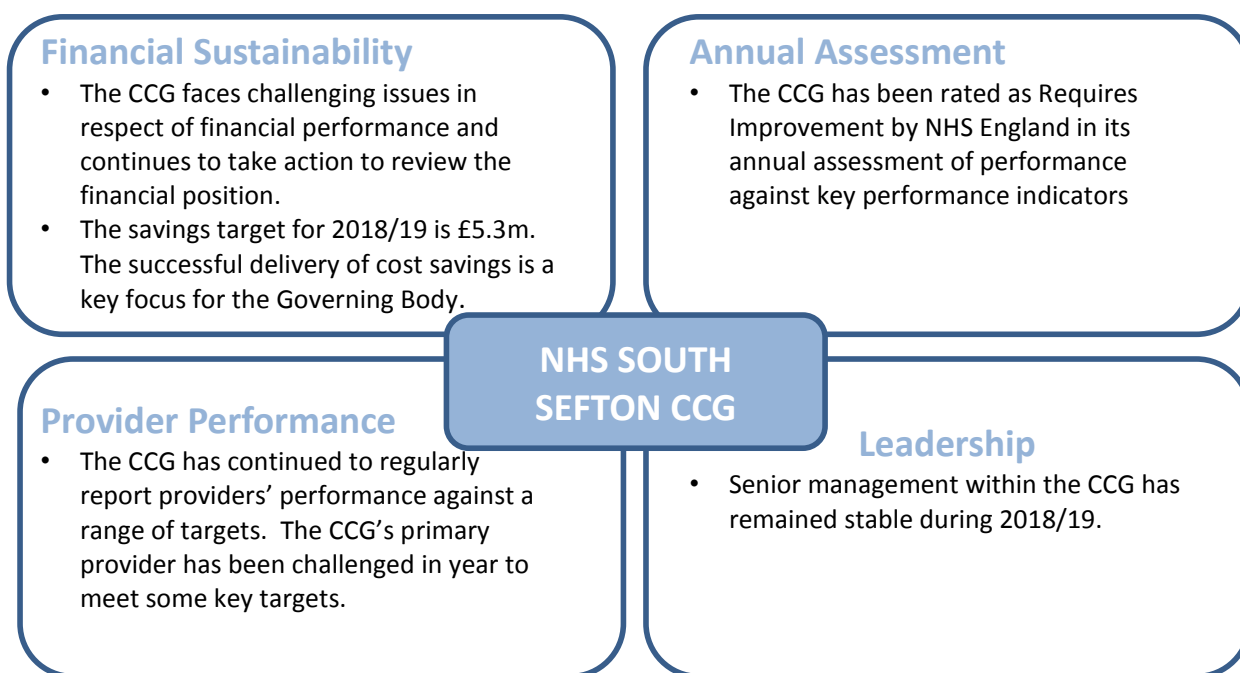 Financial Sustainability
• The CCG faces challenging issues in
respect of financial performance and
continues to take action to review the
financial position.
• The savings target for 2018/19 is £5.3m.
The successful delivery of cost savings is a
key focus for the Governing Body.
Annual Assessment
• The CCG has been rated as Requires
Improvement by NHS England in its
annual assessment of performance
against key performance indicators
NHS SOUTH
SEFTON CCG
Provider Performance
• The CCG has continued to regularly
report providers’ performance against a
range of targets.  The CCG’s primary
provider has been challenged in year to
meet some key targets.
Leadership
• Senior management within the CCG has
remained stable during 2018/19.